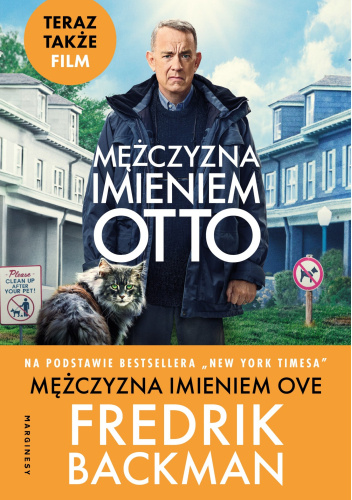 TERAZ
TAKŻE
FILM
MĘŻCZYZNA
IMIENIEM
OTTO
Please
CLEAN UP
AFTER
YOUR PET!
NA PODSTAWIE BESTSELLERA „NEW YORK TIMESA”
MĘŻCZYZNA IMIENIEM OVE
FREDRIK
BACKMAN
MARGINESY